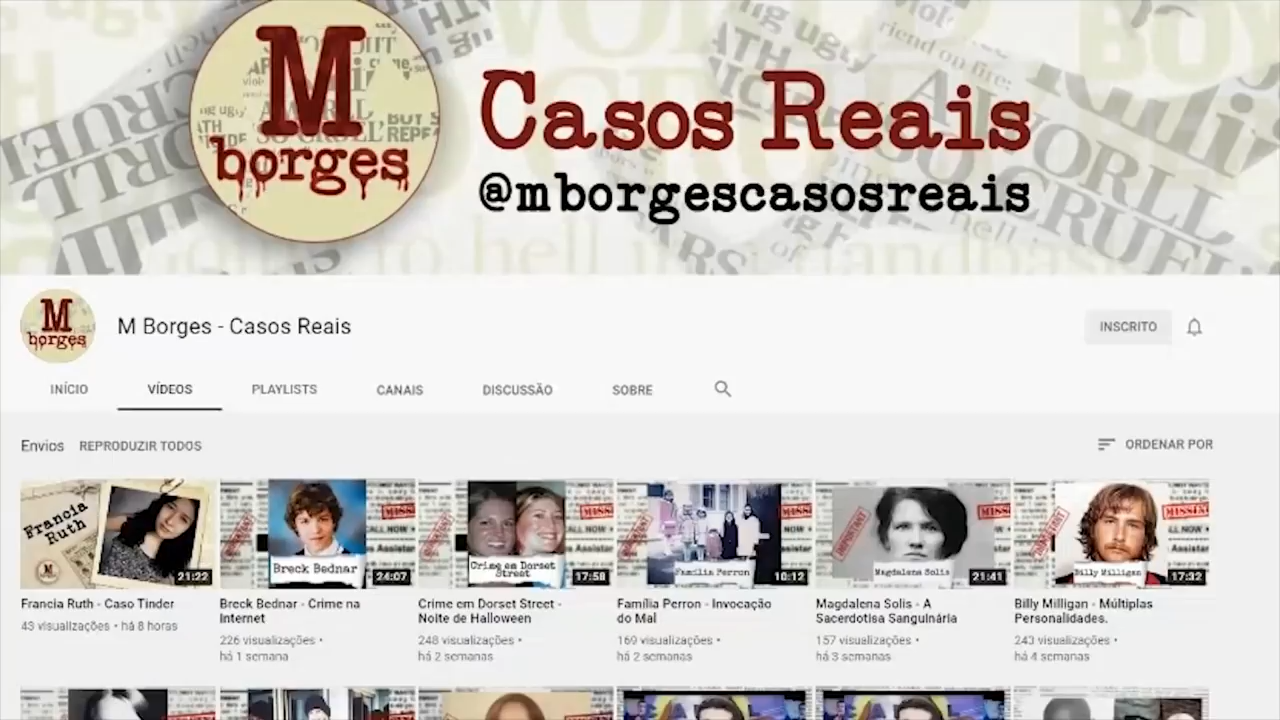 M
borges
Casos Reais
@mborgescasosreais
M
borges
M Borges - Casos Reais
INSCRITO
INÍCIO
VÍDEOS
PLAYLISTS
CANAIS
DISCUSSÃO
SOBRE
Envios
REPRODUZIR TODOS
ORDENAR POR
Francia
Ruth
21:22
Breck Bednar
24:07
Crime em Dorset
Street
17:58
Família Perron
10:12
Magdalena Solis
21:41
Billy Milligan
17:32
Francia Ruth - Caso Tinder
43 visualizações • há 8 horas
Breck Bednar - Crime na
Internet
226 visualizações •
há 1 semana
Crime em Dorset Street -
Noite de Halloween
248 visualizações •
há 2 semanas
Família Perron - Invocação
do Mal
169 visualizações •
há 2 semanas
Magdalena Solis - A
Sacerdotisa Sanguinária
157 visualizações •
há 3 semanas
Billy Milligan - Múltiplas
Personalidades.
243 visualizações •
há 4 semanas